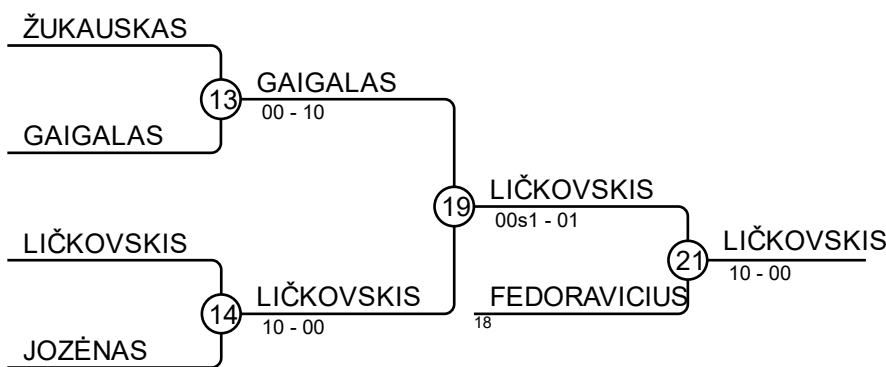 ŽUKAUSKAS
13
GAIGALAS
00 - 10
GAIGALAS
19
LIČKOVSKIS
00s1 - 01
LIČKOVSKIS
21
LIČKOVSKIS
10 - 00
14
LIČKOVSKIS
10 - 00
FEDORAVICIUS
18
JOZĖNAS